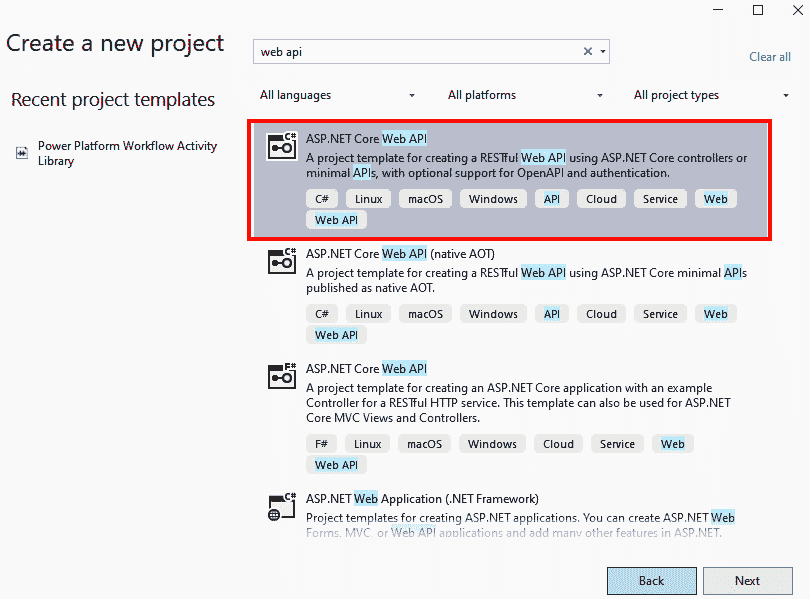 Create a new project
web api
Clear all
Recent project templates
All languages
All platforms
All project types
Power Platform Workflow Activity
Library
C#
ASP.NET Core Web API
A project template for creating a RESTful Web API using ASP.NET Core controllers or
minimal APIs, with optional support for OpenAPI and authentication.
C# Linux macOS Windows API Cloud Service Web
Web API
C#
ASP.NET Core Web API (native AOT)
A project template for creating a RESTful Web API using ASP.NET Core minimal APIs
published as native AOT.
C# Linux macOS Windows API Cloud Service Web
Web API
F#
ASP.NET Core Web API
A project template for creating an ASP.NET Core application with an example
Controller for a RESTful HTTP service. This template can also be used for ASP.NET
Core MVC Views and Controllers.
F# Linux macOS Windows Cloud Service Web
Web API
C#
ASP.NET Web Application (.NET Framework)
Project templates for creating ASP.NET applications. You can create ASP.NET Web
Forms, MVC, or Web API applications and add many other features in ASP.NET.
Back
Next